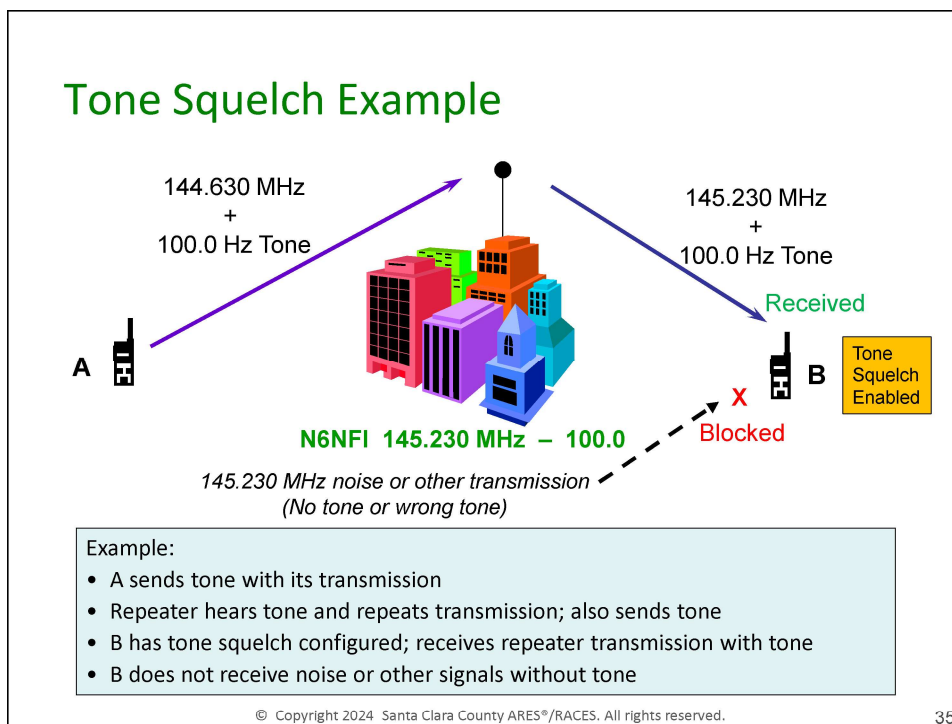 Tone Squelch Example
144.630 MHz
+
100.0 Hz Tone
145.230 MHz
+
100.0 Hz Tone
Received
A
B
Tone
Squelch
Enabled
X
Blocked
N6NFI 145.230 MHz – 100.0
145.230 MHz noise or other transmission
(No tone or wrong tone)
Example:
• A sends tone with its transmission
• Repeater hears tone and repeats transmission; also sends tone
• B has tone squelch configured; receives repeater transmission with tone
• B does not receive noise or other signals without tone
© Copyright 2024 Santa Clara County ARES®/RACES. All rights reserved.
35